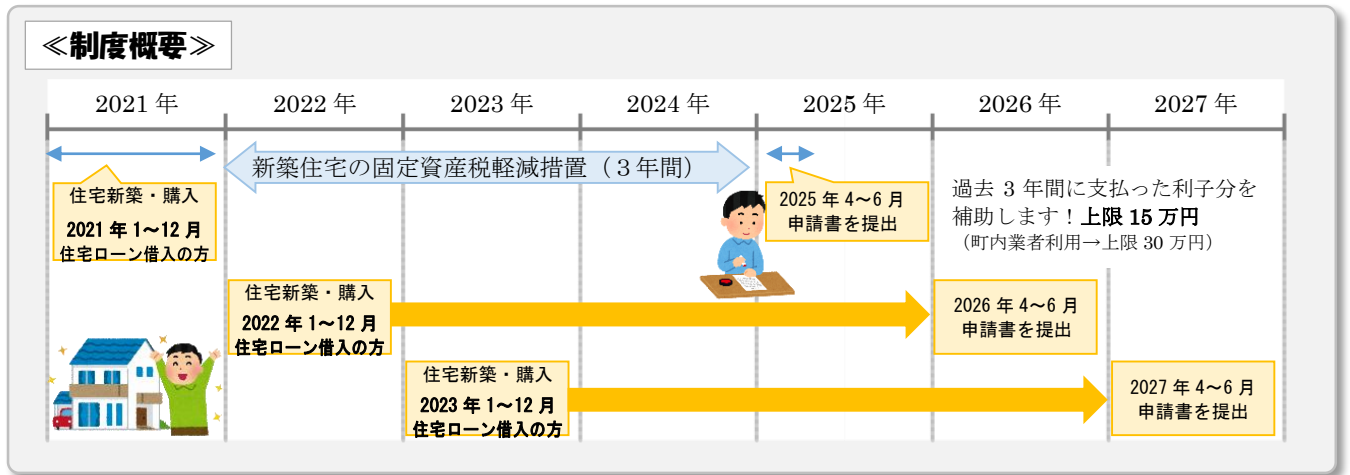 ≪制度概要≫
2021 年
2022 年
2023 年
2024 年
2025 年
2026 年
2027 年
新築住宅の固定資産税軽減措置（３年間）
住宅新築・購入
2021 年 1～12 月
住宅ローン借入の方
2025 年 4～6 月
申請書を提出
過去 3 年間に支払った利子分を
補助します！上限 15 万円
（町内業者利用→上限 30 万円）
住宅新築・購入
2022 年 1～12 月
住宅ローン借入の方
2026 年 4～6 月
申請書を提出
住宅新築・購入
2023 年 1～12 月
住宅ローン借入の方
2027 年 4～6 月
申請書を提出